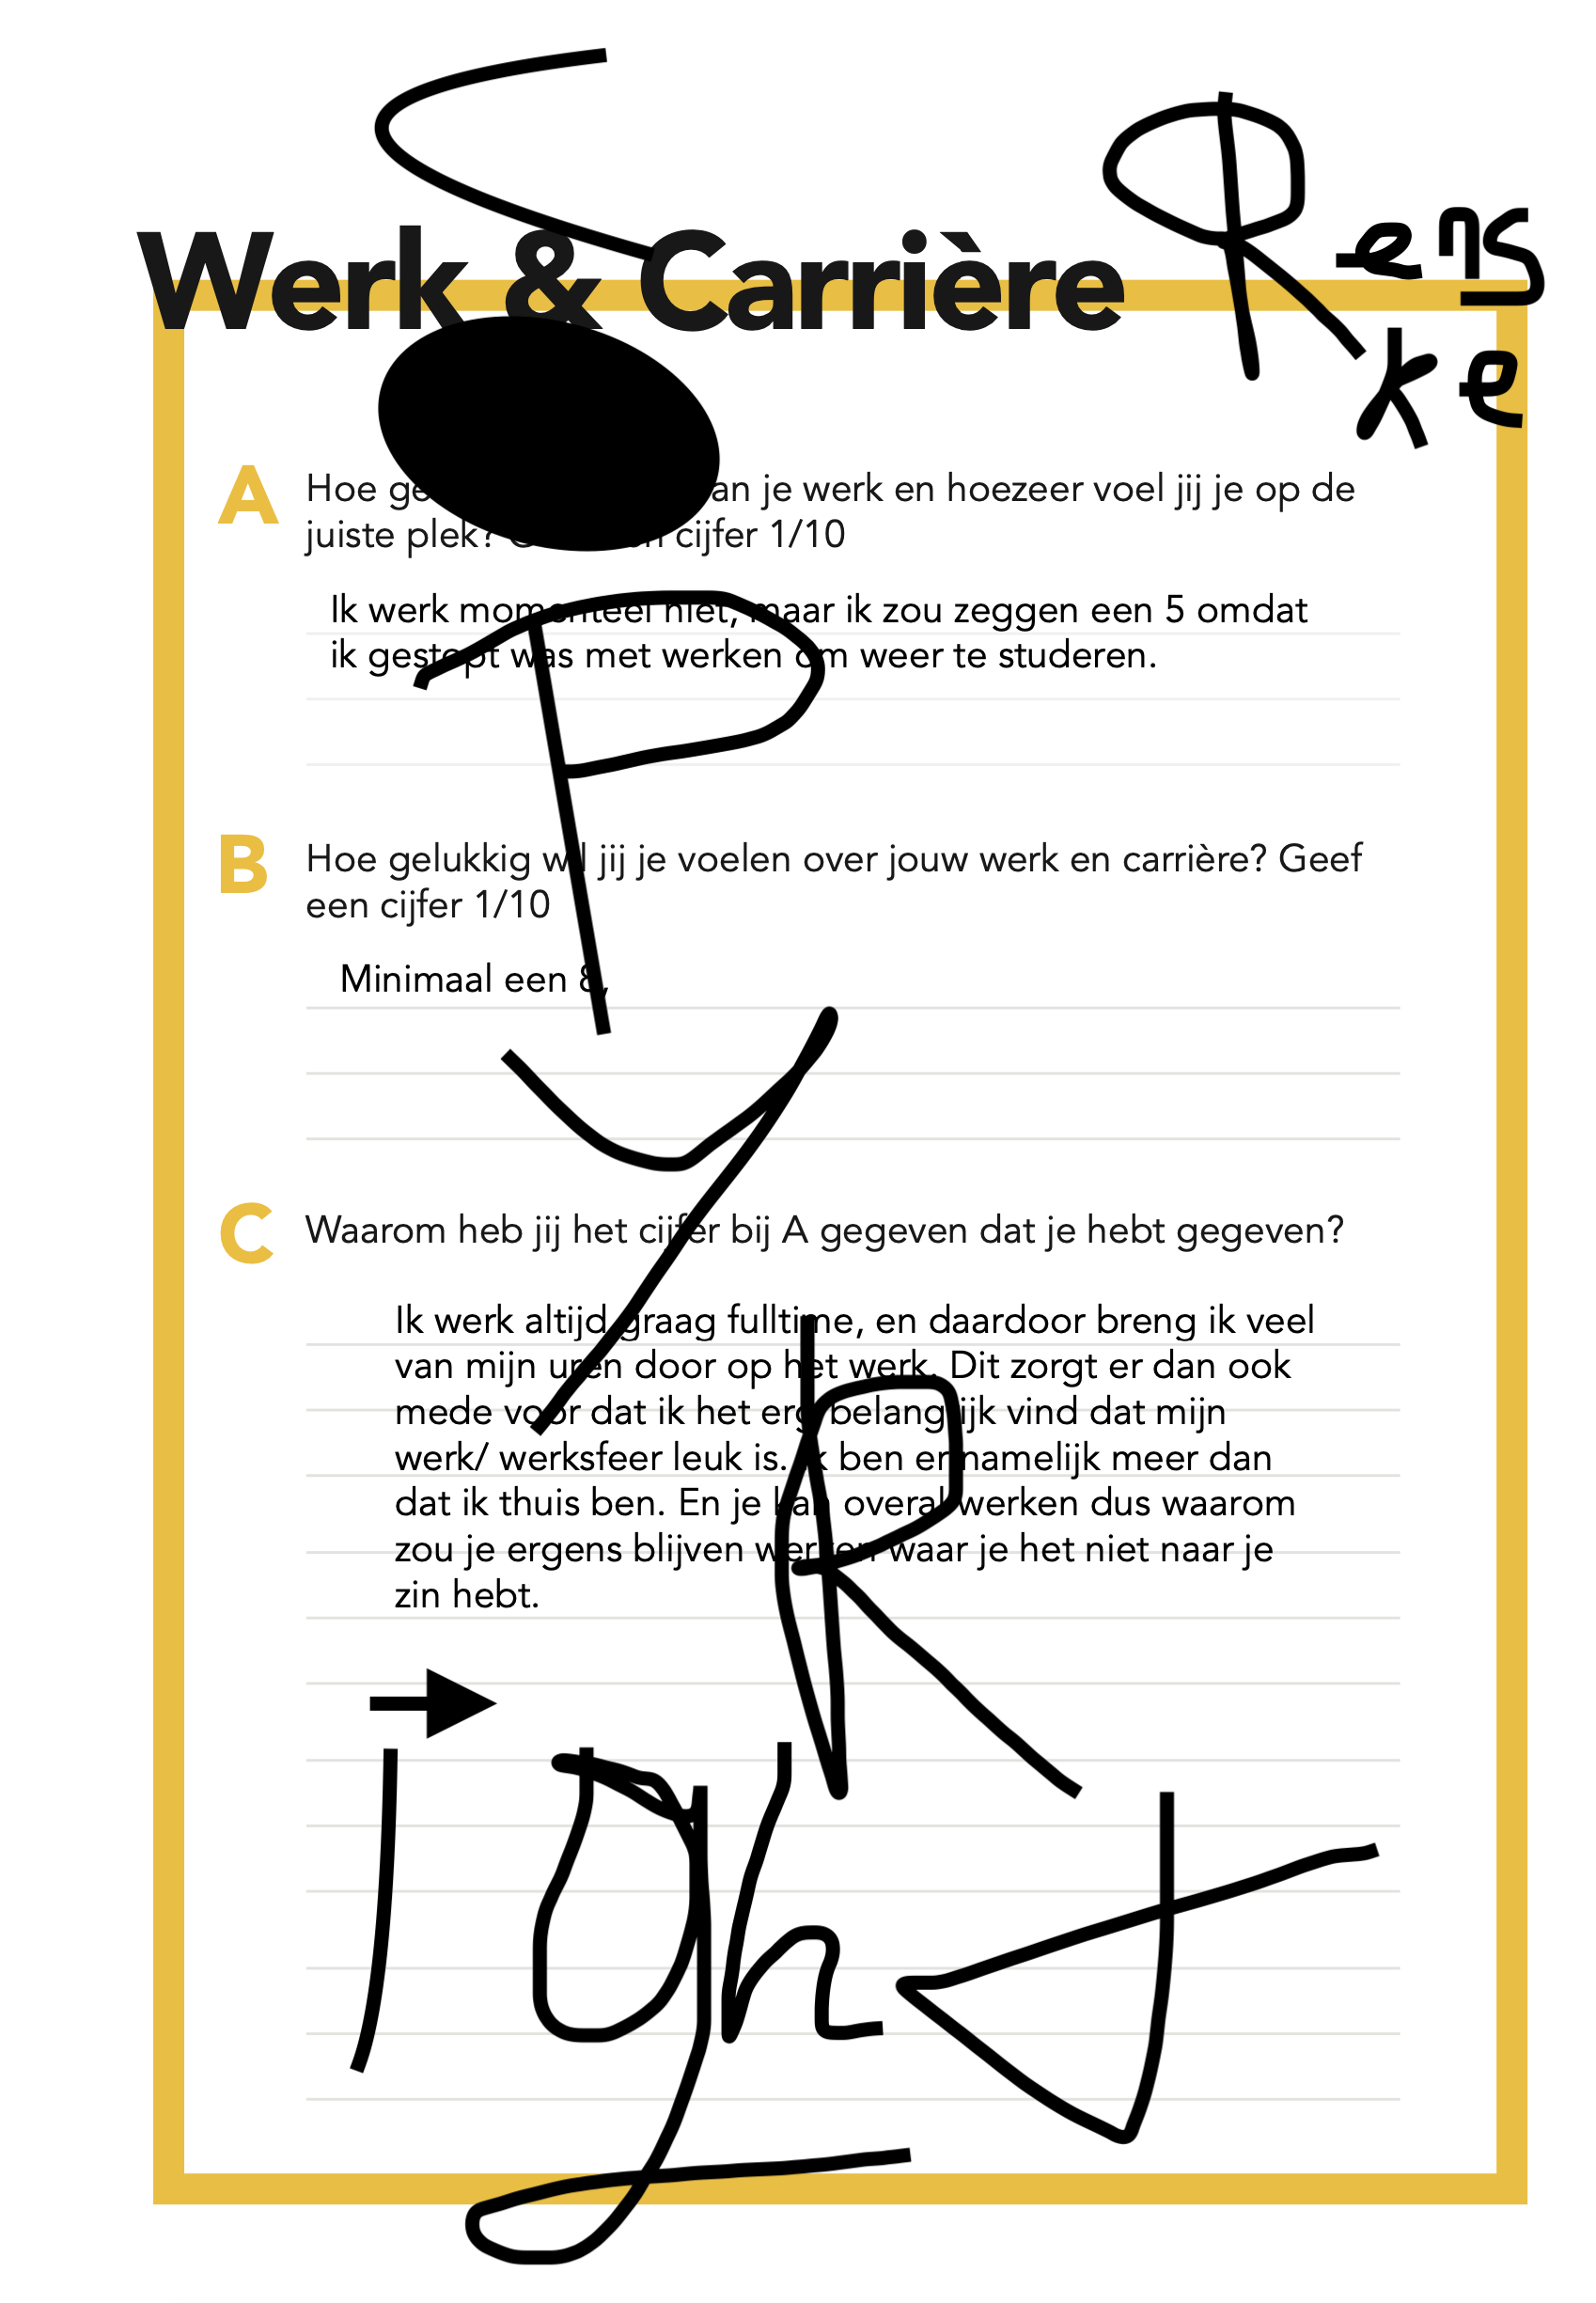 Rens
ke
Werk & Carrière
A
Hoe ge an je werk en hoezeer voel jij je op de
juiste plek? cijfer 1/10
Ik werk momenteel niet, maar ik zou zeggen een 5 omdat
ik gestopt was met werken om weer te studeren.
B
Hoe gelukkig wil jij je voelen over jouw werk en carrière? Geef
een cijfer 1/10
Minimaal een 8,
C
Waarom heb jij het cijfer bij A gegeven dat je hebt gegeven?
Ik werk altijd graag fulltime, en daardoor breng ik veel
van mijn uren door op het werk. Dit zorgt er dan ook
mede voor dat ik het erg belangrijk vind dat mijn
werk/ werksfeer leuk is. Ik ben er namelijk meer dan
dat ik thuis ben. En je kan overal werken dus waarom
zou je ergens blijven werken waar je het niet naar je
zin hebt.
C
O
P
Y
R
I
g
h
t